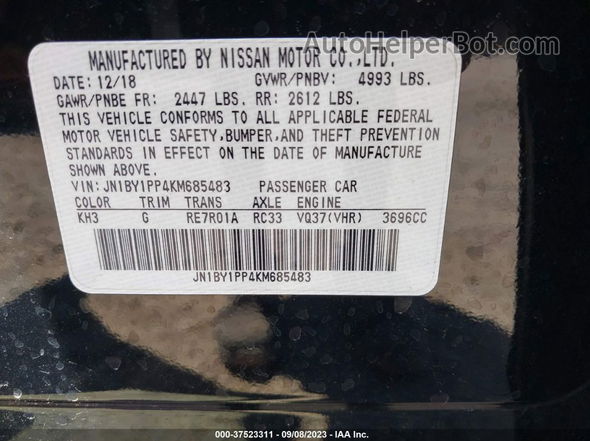 AutoHelperBot.com
MANUFACTURED BY NISSAN MOTOR CO.,LTD.
DATE: 12/18 GVWR/PNBV: 4993 LBS.
GAWR/PNBE FR: 2447 LBS. RR: 2612 LBS.
THIS VEHICLE CONFORMS TO ALL APPLICABLE FEDERAL
MOTOR VEHICLE SAFETY,BUMPER,AND THEFT PREVENTION
STANDARDS IN EFFECT ON THE DATE OF MANUFACTURE
SHOWN ABOVE.
VIN: JN1BY1PP4KM685483 PASSENGER CAR
COLOR TRIM TRANS AXLE ENGINE
KH3 G RE7R01A RC33 VQ37(VHR) 3696CC
JN1BY1PP4KM685483
000-37523311 - 09/08/2023 - IAA Inc.